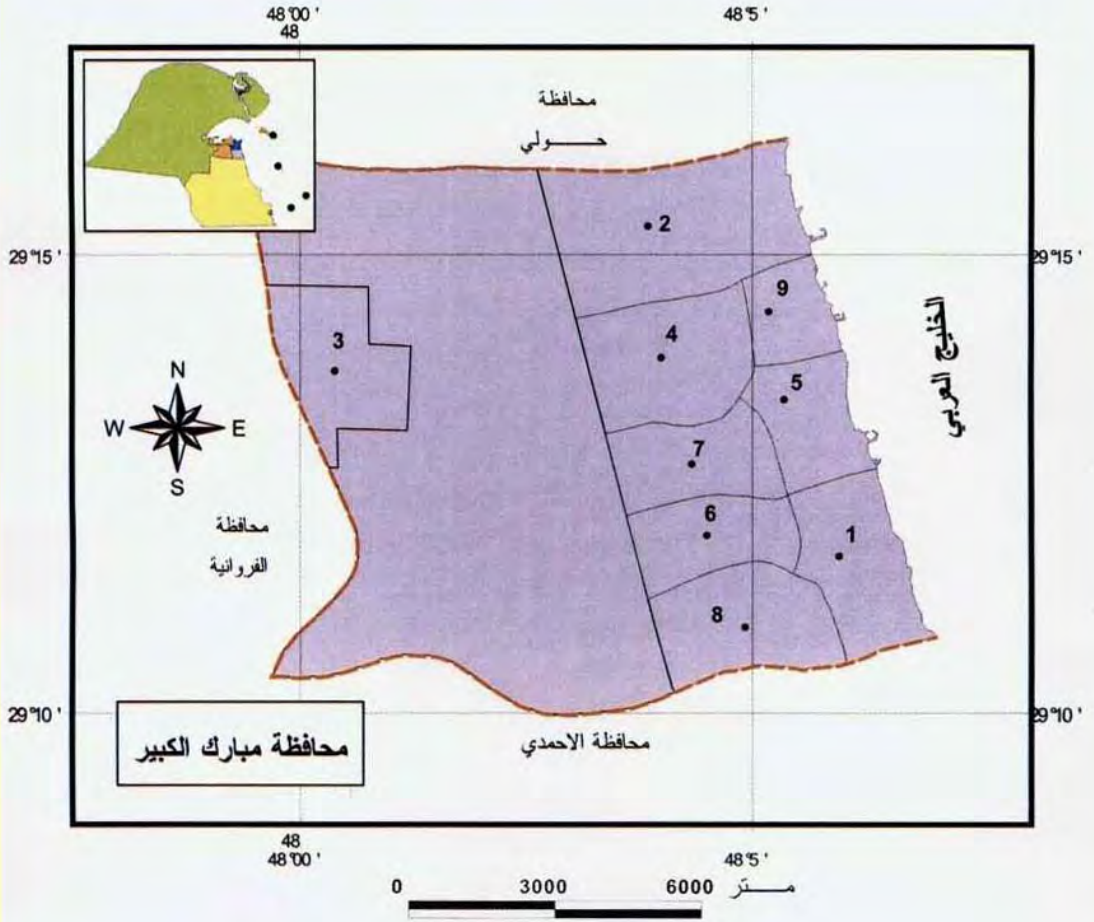 48°00' 48°5'
48
محافظة
حـــولي
2
29°15' 29°15'
9
3 4
5
الخليج العربي
N
W E
S
7
6
1
محافظة
الفروانية
8
29°10' 29°10'
محافظة الاحمدي
محافظة مبارك الكبير
48
48°00' 48°5'
0 3000 6000 متر